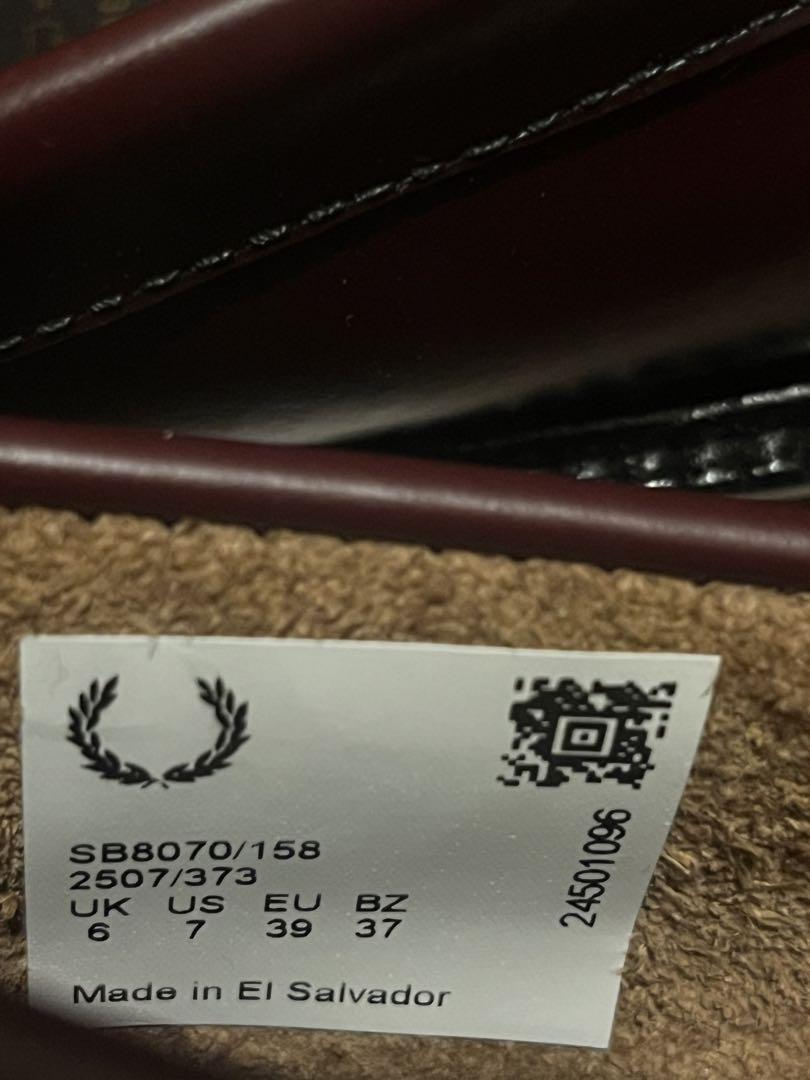 SB8070/158
2507/373
UK US EU BZ
6 7 39 37
Made in El Salvador
24501096